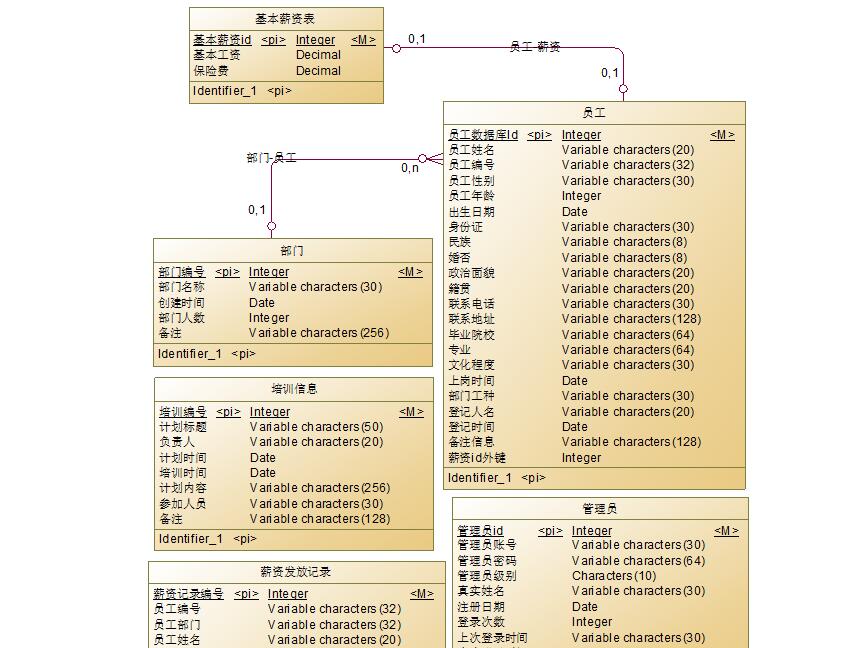 基本薪资表
基本薪资id <pi> Integer <M>
基本工资 Decimal
保险费 Decimal
Identifier_1 <pi>
0,1
员工-薪资
0,1
员工
员工数据库Id <pi> Integer <M>
员工姓名 Variable characters (20)
员工编号 Variable characters (32)
员工性别 Variable characters (30)
员工年龄 Integer
出生日期 Date
身份证 Variable characters (30)
民族 Variable characters (8)
婚否 Variable characters (8)
政治面貌 Variable characters (20)
籍贯 Variable characters (20)
联系电话 Variable characters (30)
联系地址 Variable characters (128)
毕业院校 Variable characters (64)
专业 Variable characters (64)
文化程度 Variable characters (30)
上岗时间 Date
部门工种 Variable characters (30)
登记人名 Variable characters (20)
登记时间 Date
备注信息 Variable characters (128)
薪资id外键 Integer
Identifier_1 <pi>
部门-员工
0,n
0,1
部门
部门编号 <pi> Integer <M>
部门名称 Variable characters (30)
创建时间 Date
部门人数 Integer
备注 Variable characters (256)
Identifier_1 <pi>
培训信息
培训编号 <pi> Integer <M>
计划标题 Variable characters (50)
负责人 Variable characters (20)
计划时间 Date
培训时间 Date
计划内容 Variable characters (256)
参加人员 Variable characters (30)
备注 Variable characters (128)
Identifier_1 <pi>
管理员
管理员id <pi> Integer <M>
管理员账号 Variable characters (30)
管理员密码 Variable characters (64)
管理员级别 Characters (10)
真实姓名 Variable characters (30)
注册日期 Date
登录次数 Integer
上次登录时间 Variable characters (30)
薪资发放记录
薪资记录编号 <pi> Integer <M>
员工编号 Variable characters (32)
员工部门 Variable characters (32)
员工姓名 Variable characters (20)